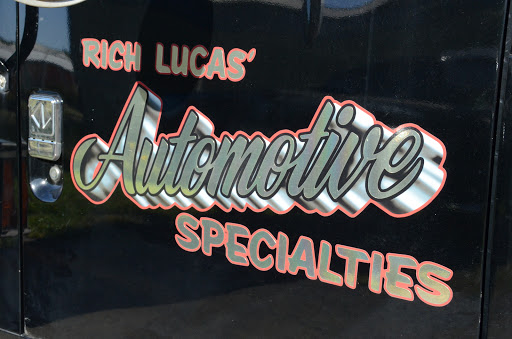 RICH LUCAS'
Automotive
SPECIALTIES